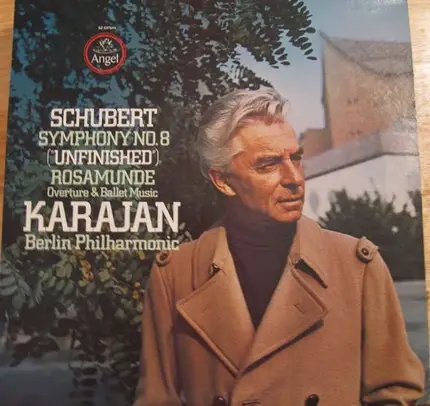 Angel
SCHUBERT
SYMPHONY NO. 8
("UNFINISHED")
ROSAMUNDE
Overture & Ballet Music
KARAJAN
Berlin Philharmonic